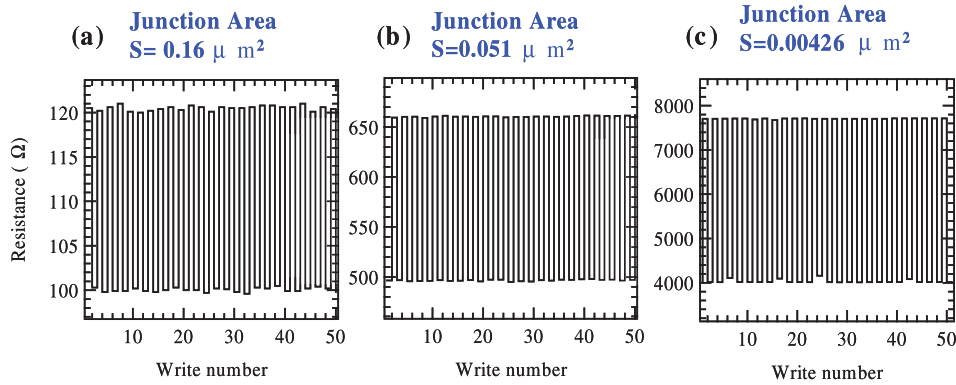 (a) Junction Area
S= 0.16 μ m²
(b) Junction Area
S=0.051 μ m²
(c) Junction Area
S=0.00426 μ m²
Resistance ( Ω)
120
115
110
105
100
10 20 30 40 50
Write number
650
600
550
500
10 20 30 40 50
Write number
8000
7000
6000
5000
4000
10 20 30 40 50
Write number